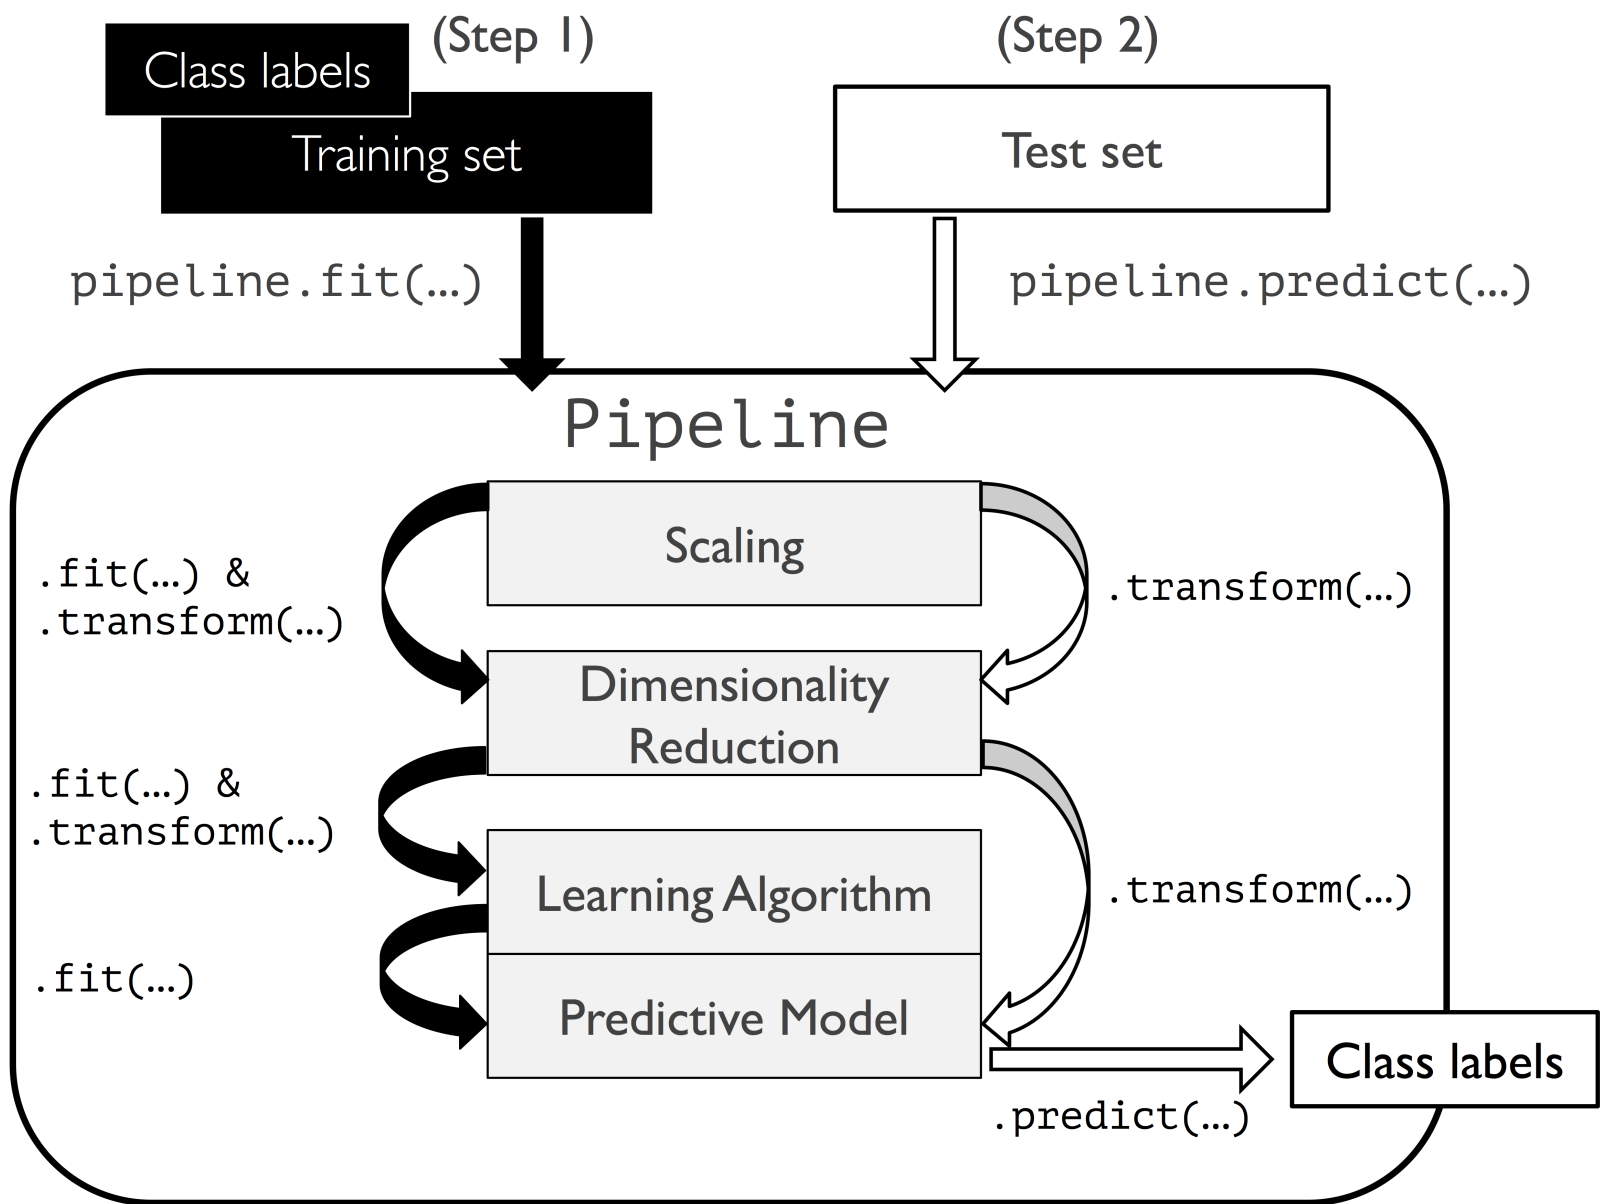 (Step 1)
(Step 2)
Class labels
Training set
Test set
pipeline.fit(…)
pipeline.predict(…)
Pipeline
Scaling
.fit(…) &
.transform(…)
.transform(…)
Dimensionality
Reduction
.fit(…) &
.transform(…)
.transform(…)
Learning Algorithm
.fit(…)
Predictive Model
Class labels
.predict(…)